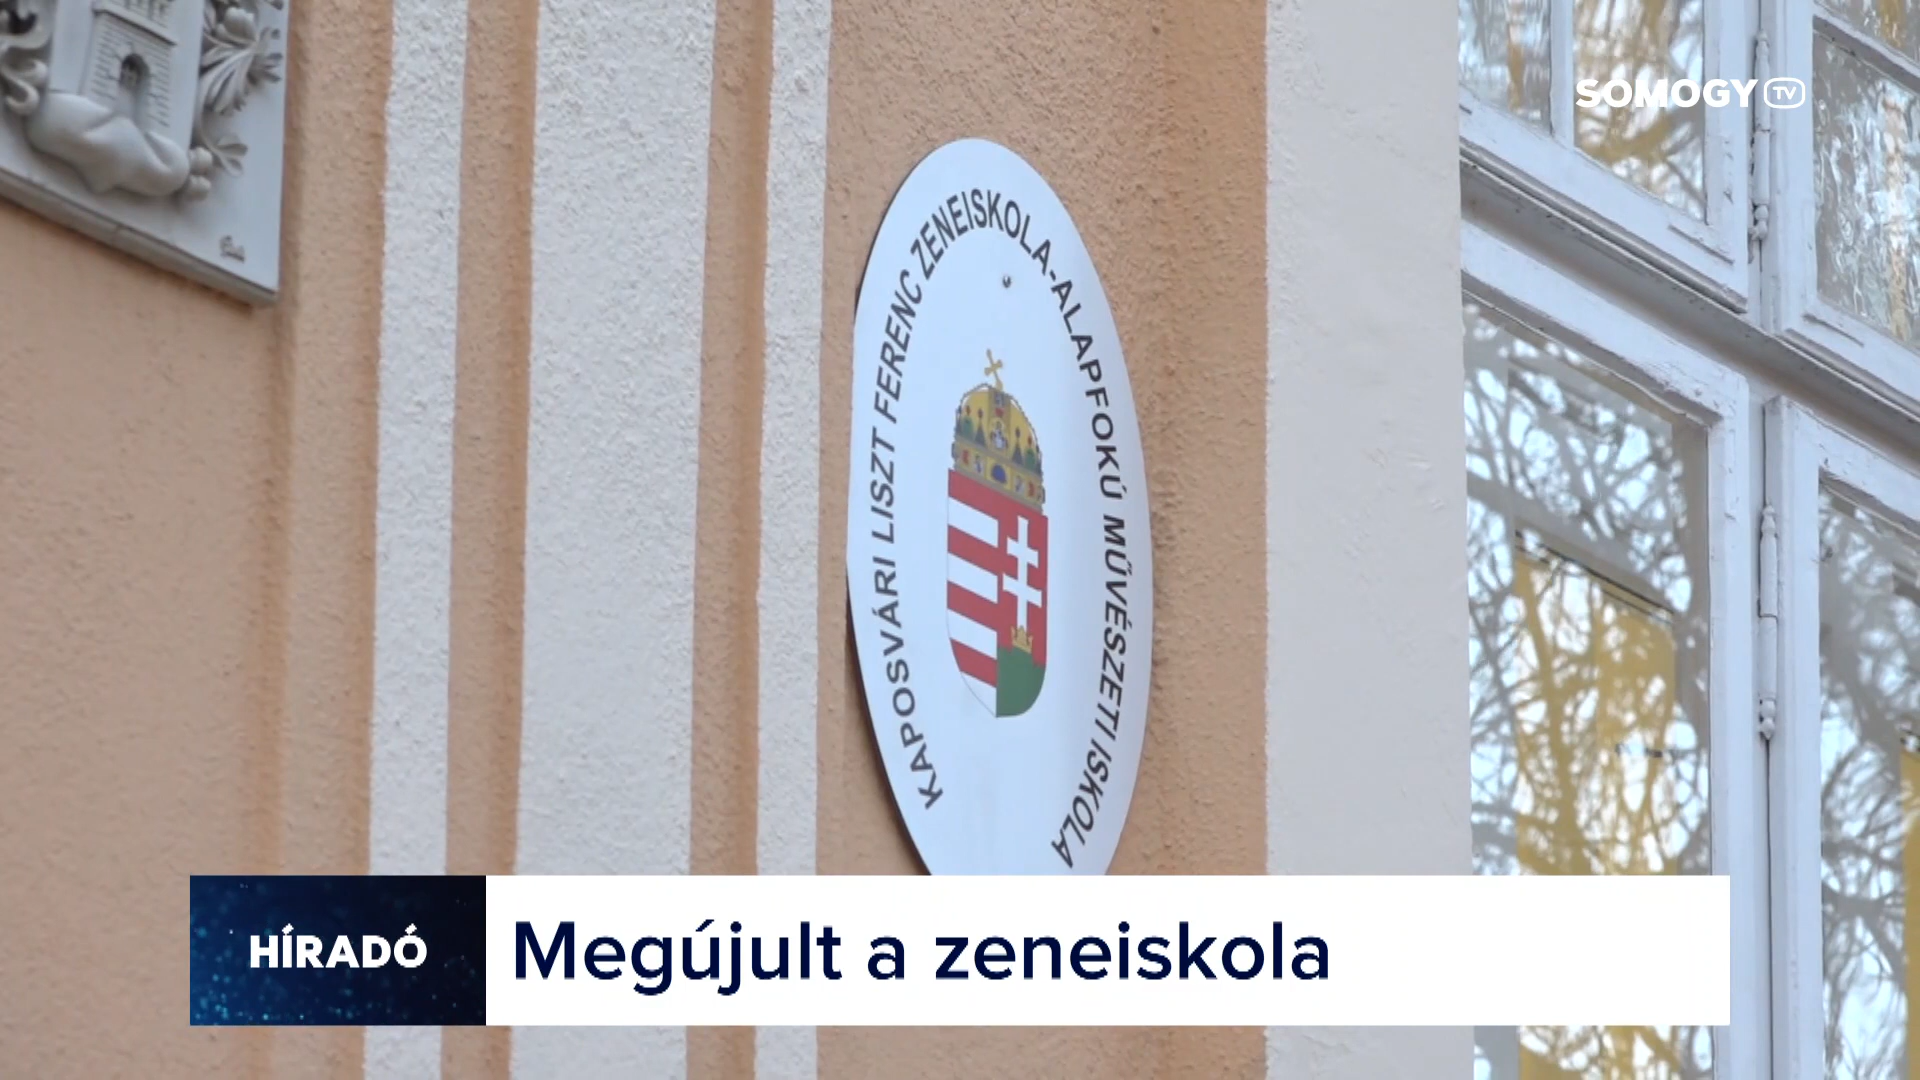 SOMOGY TV
KAPOSVÁRI LISZT FERENC ZENEISKOLA-ALAPFOKÚ MŰVÉSZETI ISKOLA
HÍRADÓ
Megújult a zeneiskola